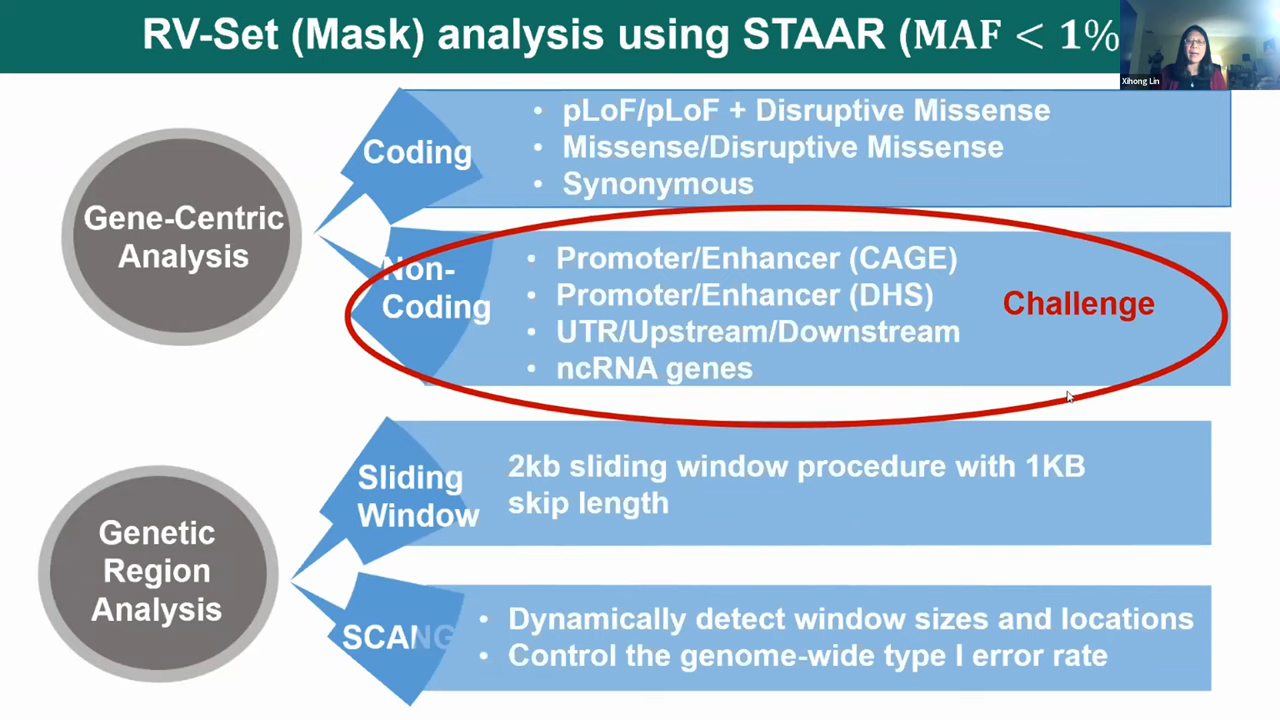 RV-Set (Mask) analysis using STAAR (MAF < 1%
Xihong Lin
Gene-Centric
Analysis
Coding
• pLoF/pLoF + Disruptive Missense
• Missense/Disruptive Missense
• Synonymous
Non-
Coding
• Promoter/Enhancer (CAGE)
• Promoter/Enhancer (DHS)
• UTR/Upstream/Downstream
• ncRNA genes
Challenge
Genetic
Region
Analysis
Sliding
Window
2kb sliding window procedure with 1KB
skip length
SCANG
• Dynamically detect window sizes and locations
• Control the genome-wide type I error rate